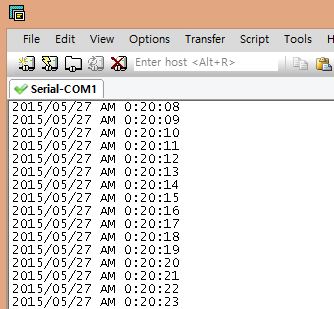 File Edit View Options Transfer Script Tools H
Enter host <Alt+R>
Serial-COM1
2015/05/27 AM 0:20:08
2015/05/27 AM 0:20:09
2015/05/27 AM 0:20:10
2015/05/27 AM 0:20:11
2015/05/27 AM 0:20:12
2015/05/27 AM 0:20:13
2015/05/27 AM 0:20:14
2015/05/27 AM 0:20:15
2015/05/27 AM 0:20:16
2015/05/27 AM 0:20:17
2015/05/27 AM 0:20:18
2015/05/27 AM 0:20:19
2015/05/27 AM 0:20:20
2015/05/27 AM 0:20:21
2015/05/27 AM 0:20:22
2015/05/27 AM 0:20:23